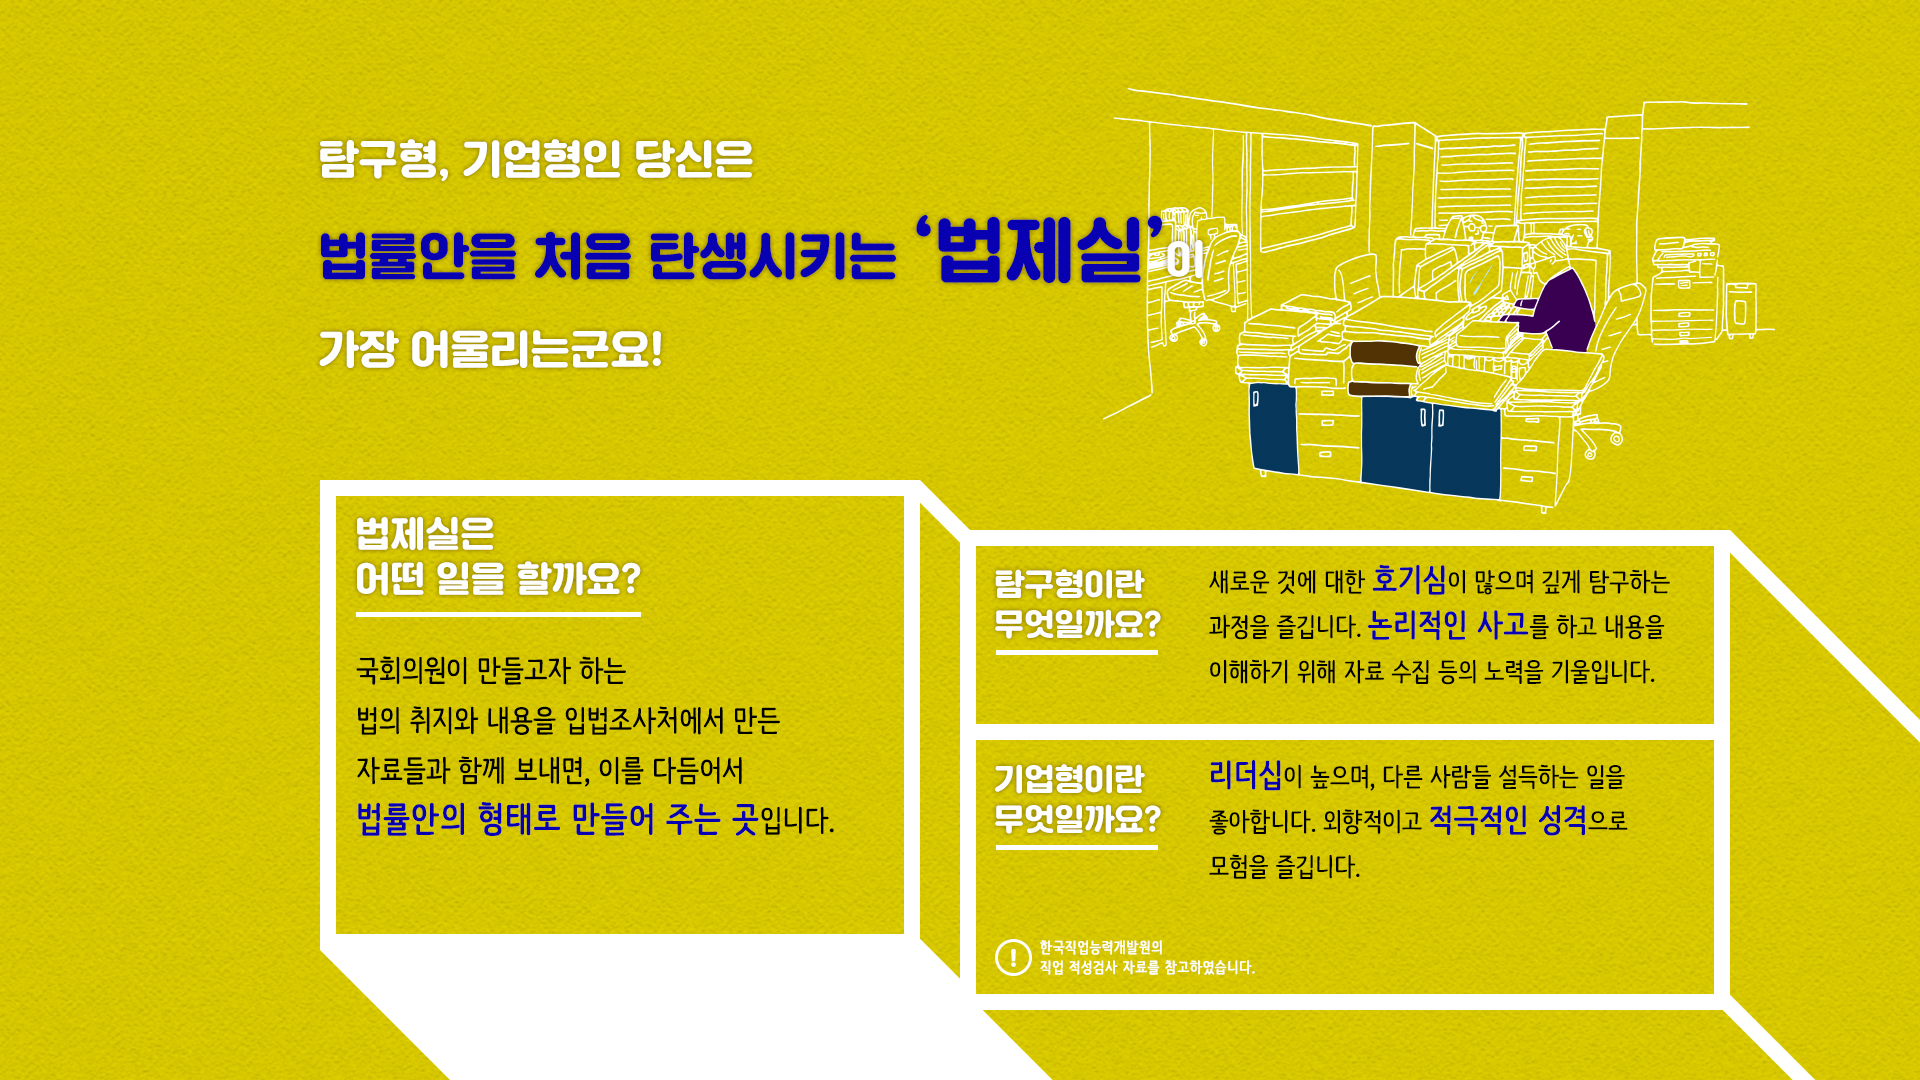 탐구형, 기업형인 당신은
법률안을 처음 탄생시키는 ‘법제실’이
가장 어울리는군요!
법제실은
어떤 일을 할까요?
국회의원이 만들고자 하는
법의 취지와 내용을 입법조사처에서 만든
자료들과 함께 보내면, 이를 다듬어서
법률안의 형태로 만들어 주는 곳입니다.
탐구형이란
무엇일까요?
새로운 것에 대한 호기심이 많으며 깊게 탐구하는
과정을 즐깁니다. 논리적인 사고를 하고 내용을
이해하기 위해 자료 수집 등의 노력을 기울입니다.
기업형이란
무엇일까요?
리더십이 높으며, 다른 사람들 설득하는 일을
좋아합니다. 외향적이고 적극적인 성격으로
모험을 즐깁니다.
한국직업능력개발원의
직업 적성검사 자료를 참고하였습니다.